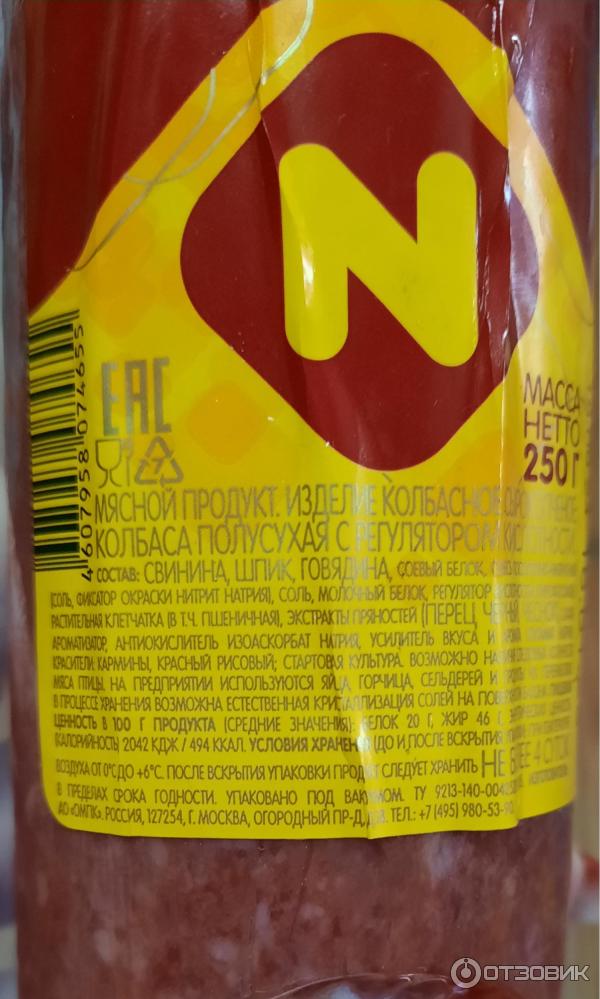 N
МАССА
НЕТТО
250 Г
4 607958 074655
EAC
7
МЯСНОЙ ПРОДУКТ. ИЗДЕЛИЕ КОЛБАСНОЕ
КОЛБАСА ПОЛУСУХАЯ С РЕГУЛЯТОРОМ КИСЛОТНОСТИ
СОСТАВ: СВИНИНА, ШПИК, ГОВЯДИНА, СОЕВЫЙ БЕЛОК,
(СОЛЬ, ФИКСАТОР ОКРАСКИ НИТРИТ НАТРИЯ), СОЛЬ, МОЛОЧНЫЙ БЕЛОК, РЕГУЛЯТОР
РАСТИТЕЛЬНАЯ КЛЕТЧАТКА (В Т.Ч. ПШЕНИЧНАЯ), ЭКСТРАКТЫ ПРЯНОСТЕЙ (ПЕРЕЦ
АРОМАТИЗАТОР, АНТИОКИСЛИТЕЛЬ ИЗОАСКОРБАТ НАТРИЯ, УСИЛИТЕЛЬ ВКУСА И
КРАСИТЕЛИ: КАРМИНЫ, КРАСНЫЙ РИСОВЫЙ; СТАРТОВАЯ КУЛЬТУРА. ВОЗМОЖНО
МЯСА ПТИЦЫ. НА ПРЕДПРИЯТИИ ИСПОЛЬЗУЮТСЯ ЯЙЦА, ГОРЧИЦА, СЕЛЬДЕРЕЙ И
В ПРОЦЕССЕ ХРАНЕНИЯ ВОЗМОЖНА ЕСТЕСТВЕННАЯ КРИСТАЛЛИЗАЦИЯ СОЛЕЙ НА
ЦЕННОСТЬ В 100 Г ПРОДУКТА (СРЕДНИЕ ЗНАЧЕНИЯ): БЕЛОК 20 Г, ЖИР 46 Г,
(КАЛОРИЙНОСТЬ) 2042 КДЖ / 494 ККАЛ. УСЛОВИЯ ХРАНЕНИЯ (ДО И ПОСЛЕ ВСКРЫТИЯ
ВОЗДУХА ОТ 0°С ДО +6°С. ПОСЛЕ ВСКРЫТИЯ УПАКОВКИ ПРОДУКТ СЛЕДУЕТ ХРАНИТЬ НЕ БОЛЕЕ 4 СУТОК
В ПРЕДЕЛАХ СРОКА ГОДНОСТИ. УПАКОВАНО ПОД ВАКУУМОМ. ТУ 9213-140-
АО «ОМПК». РОССИЯ, 127254, Г. МОСКВА, ОГОРОДНЫЙ ПР-Д, ТЕЛ.: +7 (495) 980-53-
ОТЗОВИК